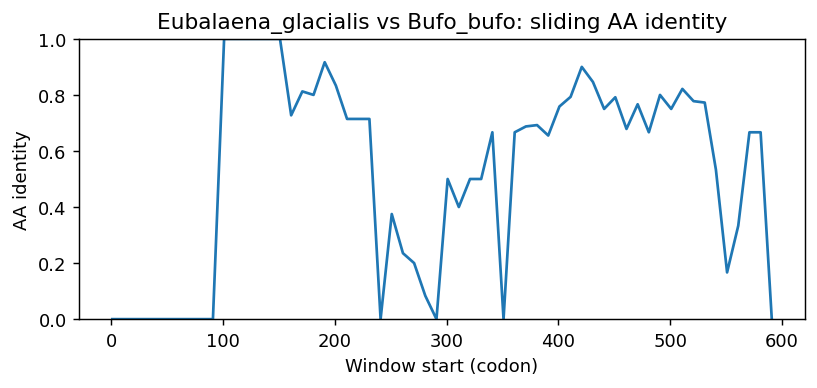 Eubalaena_glacialis vs Bufo_bufo: sliding AA identity
1.0
0.8
0.6
0.4
0.2
0.0
AA identity
0 100 200 300 400 500 600
Window start (codon)